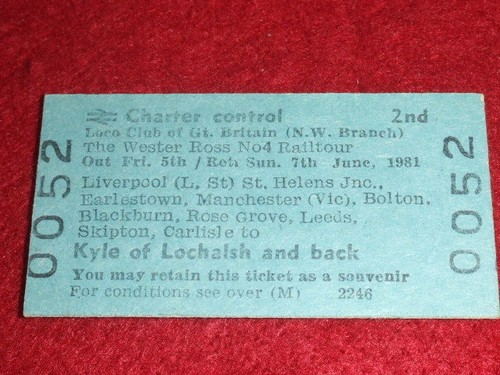 Charter control 2nd
Loco Club of Gt. Britain (N.W. Branch)
The Wester Ross No4 Railtour
Out Fri. 5th / Ret: Sun. 7th June, 1981
Liverpool (L, St) St. Helens Jnc.,
Earlestown, Manchester (Vic), Bolton,
Blackburn, Rose Grove, Leeds,
Skipton, Carlisle to
Kyle of Lochalsh and back
You may retain this ticket as a souvenir
For conditions see over (M) 2246
0052
0052